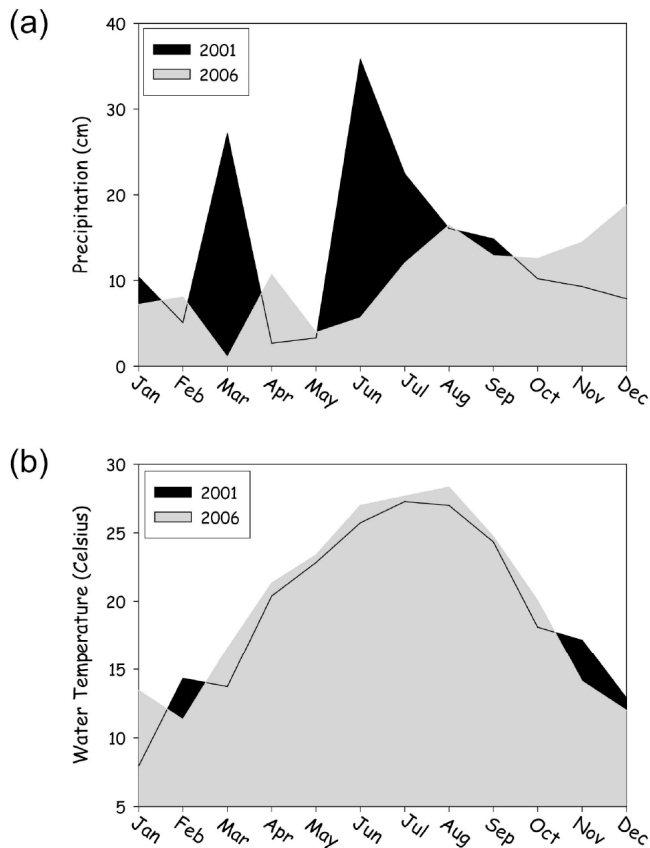 (a)
40
30
20
10
0
Precipitation (cm)
2001
2006
Jan Feb Mar Apr May Jun Jul Aug Sep Oct Nov Dec
(b)
30
25
20
15
10
5
Water Temperature (Celsius)
2001
2006
Jan Feb Mar Apr May Jun Jul Aug Sep Oct Nov Dec